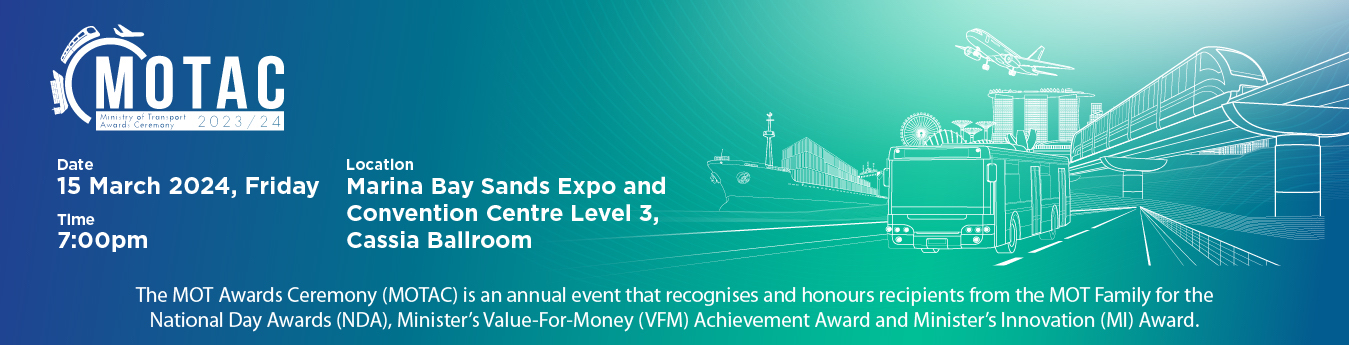 MOTAC
Ministry of Transport
Awards Ceremony
2023/24
Date
15 March 2024, Friday
Time
7:00pm
Location
Marina Bay Sands Expo and
Convention Centre Level 3,
Cassia Ballroom
The MOT Awards Ceremony (MOTAC) is an annual event that recognises and honours recipients from the MOT Family for the
National Day Awards (NDA), Minister’s Value-For-Money (VFM) Achievement Award and Minister’s Innovation (MI) Award.